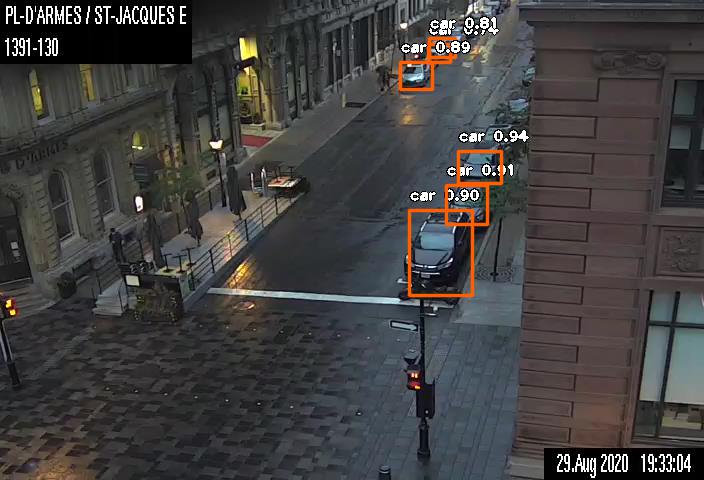 PL-D'ARMES / ST-JACQUES E
1391-130
car 0.81
car 0.89
car 0.94
car 0.91
car 0.90
D'ARMES
29.Aug 2020 19:33:04